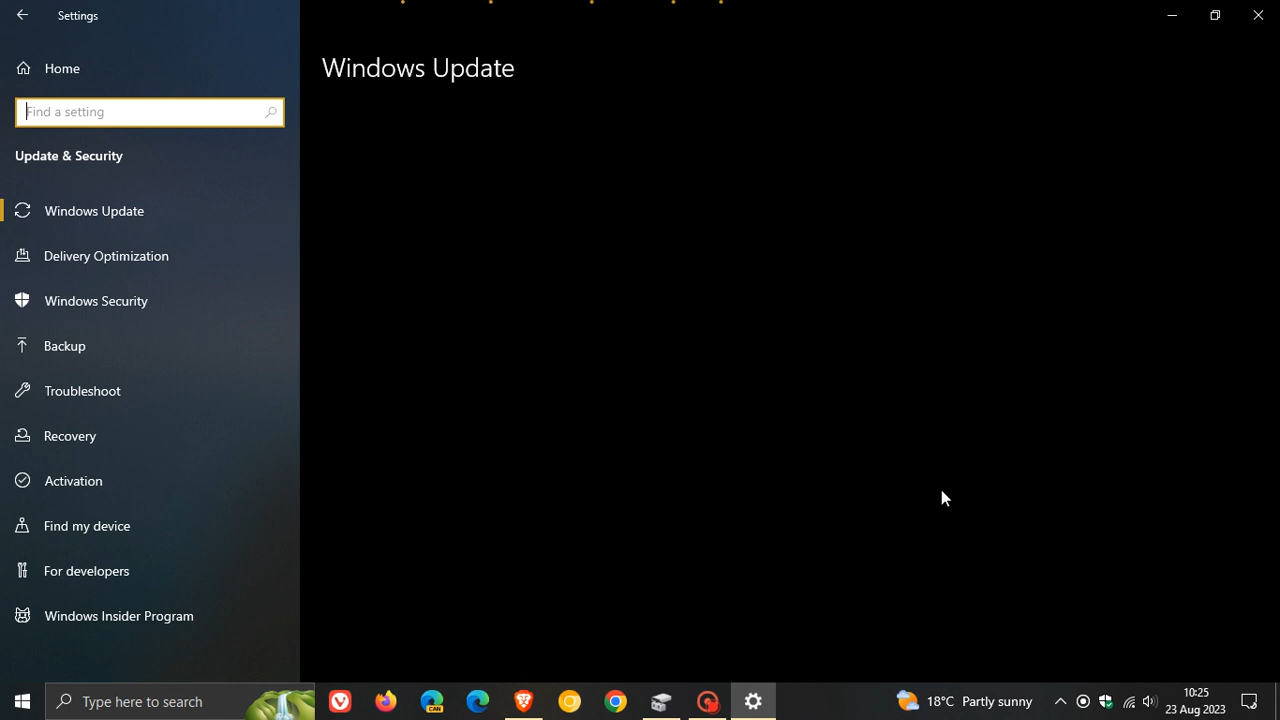 Settings
Home
Find a setting
Update & Security
Windows Update
Delivery Optimization
Windows Security
Backup
Troubleshoot
Recovery
Activation
Find my device
For developers
Windows Insider Program
Windows Update
Type here to search
CAN
18°C Partly sunny
10:25
23 Aug 2023